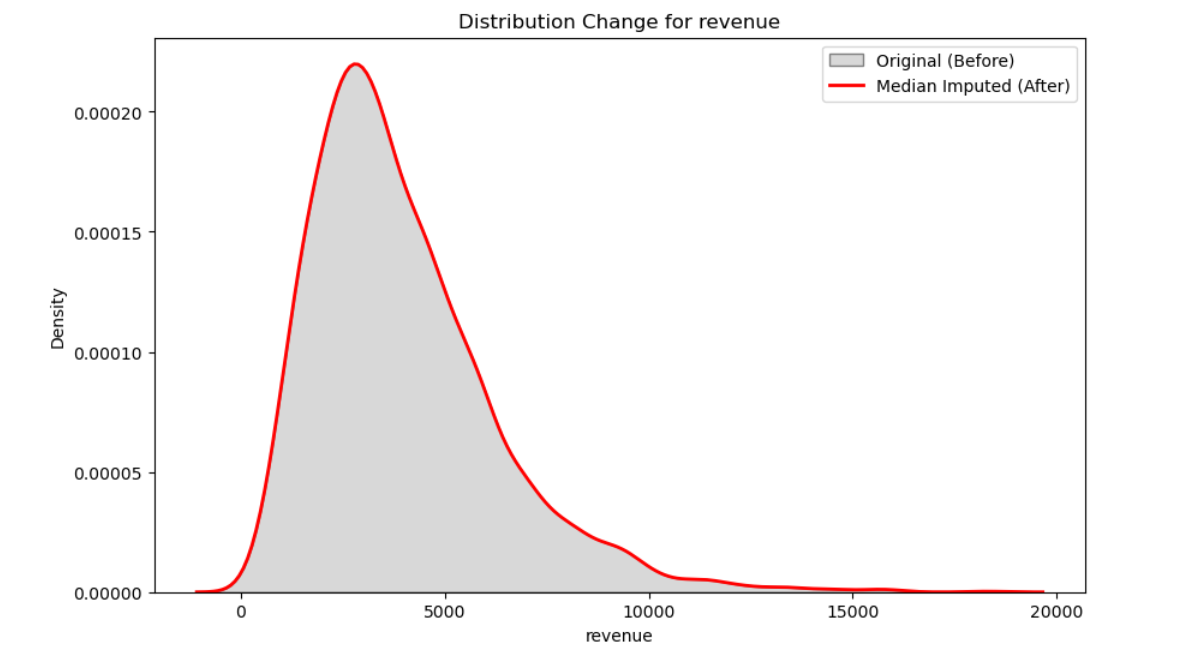 Distribution Change for revenue
Original (Before)
Median Imputed (After)
0.00020
0.00015
0.00010
0.00005
0.00000
Density
0 5000 10000 15000 20000
revenue